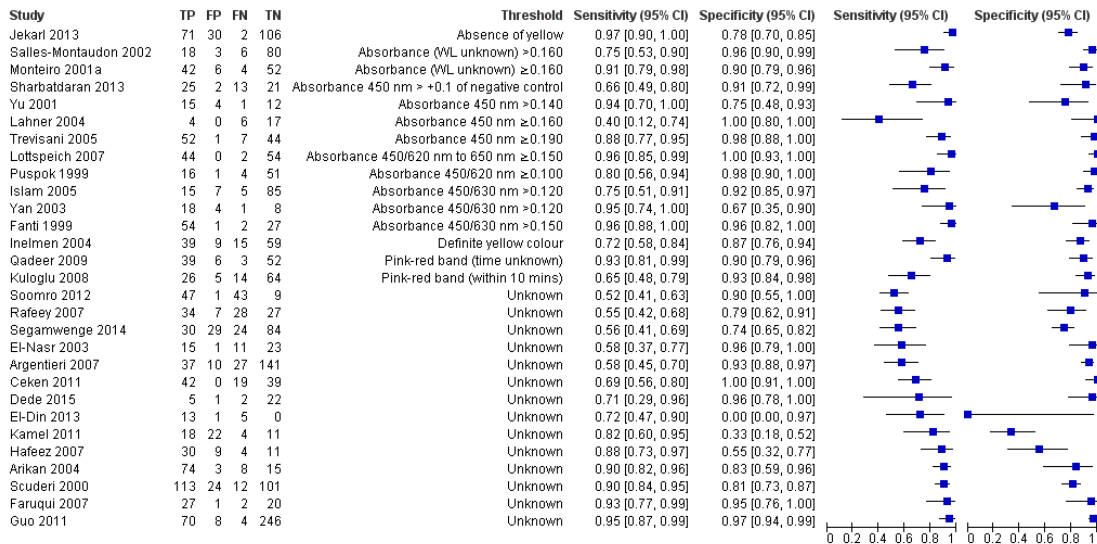 Study TP FP FN TN Threshold Sensitivity (95% CI) Specificity (95% CI) Sensitivity (95% CI) Specificity (95% CI)
Jekarl 2013 71 30 2 106 Absence of yellow 0.97 [0.90, 1.00] 0.78 [0.70, 0.85]
Salles-Montaudon 2002 18 3 6 80 Absorbance (WL unknown) >0.160 0.75 [0.53, 0.90] 0.96 [0.90, 0.99]
Monteiro 2001a 42 6 4 52 Absorbance (WL unknown) ≥0.160 0.91 [0.79, 0.98] 0.90 [0.79, 0.96]
Sharbatdaran 2013 25 2 13 21 Absorbance 450 nm > +0.1 of negative control 0.66 [0.49, 0.80] 0.91 [0.72, 0.99]
Yu 2001 15 4 1 12 Absorbance 450 nm >0.140 0.94 [0.70, 1.00] 0.75 [0.48, 0.93]
Lahner 2004 4 0 6 17 Absorbance 450 nm ≥0.160 0.40 [0.12, 0.74] 1.00 [0.80, 1.00]
Trevisani 2005 52 1 7 44 Absorbance 450 nm ≥0.190 0.88 [0.77, 0.95] 0.98 [0.88, 1.00]
Lottspeich 2007 44 0 2 54 Absorbance 450/620 nm to 650 nm ≥0.150 0.96 [0.85, 0.99] 1.00 [0.93, 1.00]
Puspok 1999 16 1 4 51 Absorbance 450/620 nm ≥0.100 0.80 [0.56, 0.94] 0.98 [0.90, 1.00]
Islam 2005 15 7 5 85 Absorbance 450/630 nm >0.120 0.75 [0.51, 0.91] 0.92 [0.85, 0.97]
Yan 2003 18 4 1 8 Absorbance 450/630 nm >0.120 0.95 [0.74, 1.00] 0.67 [0.35, 0.90]
Fanti 1999 54 1 2 27 Absorbance 450/630 nm >0.150 0.96 [0.88, 1.00] 0.96 [0.82, 1.00]
Inelmen 2004 39 9 15 59 Definite yellow colour 0.72 [0.58, 0.84] 0.87 [0.76, 0.94]
Qadeer 2009 39 6 3 52 Pink-red band (time unknown) 0.93 [0.81, 0.99] 0.90 [0.79, 0.96]
Kuloglu 2008 26 5 14 64 Pink-red band (within 10 mins) 0.65 [0.48, 0.79] 0.93 [0.84, 0.98]
Soomro 2012 47 1 43 9 Unknown 0.52 [0.41, 0.63] 0.90 [0.55, 1.00]
Rafeey 2007 34 7 28 27 Unknown 0.55 [0.42, 0.68] 0.79 [0.62, 0.91]
Segamwenge 2014 30 29 24 84 Unknown 0.56 [0.41, 0.69] 0.74 [0.65, 0.82]
El-Nasr 2003 15 1 11 23 Unknown 0.58 [0.37, 0.77] 0.96 [0.79, 1.00]
Argentieri 2007 37 10 27 141 Unknown 0.58 [0.45, 0.70] 0.93 [0.88, 0.97]
Ceken 2011 42 0 19 39 Unknown 0.69 [0.56, 0.80] 1.00 [0.91, 1.00]
Dede 2015 5 1 2 22 Unknown 0.71 [0.29, 0.96] 0.96 [0.78, 1.00]
El-Din 2013 13 1 5 0 Unknown 0.72 [0.47, 0.90] 0.00 [0.00, 0.97]
Kamel 2011 18 22 4 11 Unknown 0.82 [0.60, 0.95] 0.33 [0.18, 0.52]
Hafeez 2007 30 9 4 11 Unknown 0.88 [0.73, 0.97] 0.55 [0.32, 0.77]
Arikan 2004 74 3 8 15 Unknown 0.90 [0.82, 0.96] 0.83 [0.59, 0.96]
Scuderi 2000 113 24 12 101 Unknown 0.90 [0.84, 0.95] 0.81 [0.73, 0.87]
Faruqui 2007 27 1 2 20 Unknown 0.93 [0.77, 0.99] 0.95 [0.76, 1.00]
Guo 2011 70 8 4 246 Unknown 0.95 [0.87, 0.99] 0.97 [0.94, 0.99]
0 0.2 0.4 0.6 0.8 1 0 0.2 0.4 0.6 0.8 1